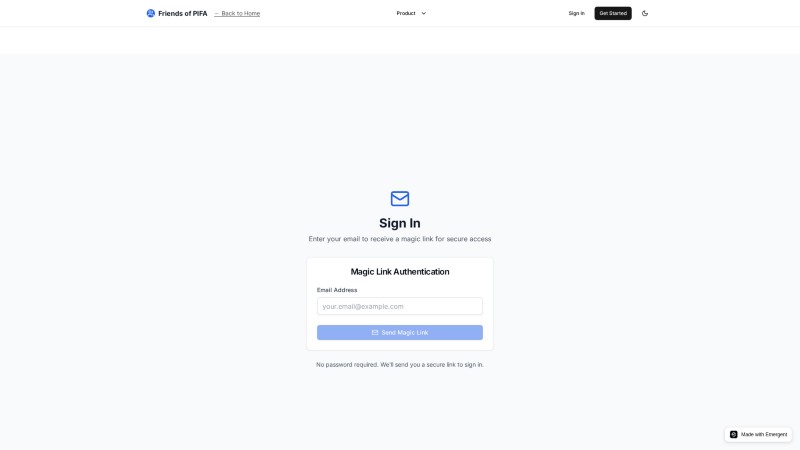 Friends of PIFA
← Back to Home
Product
Sign In
Get Started
Sign In
Enter your email to receive a magic link for secure access
Magic Link Authentication
Email Address
your.email@example.com
Send Magic Link
No password required. We'll send you a secure link to sign in.
Made with Emergent